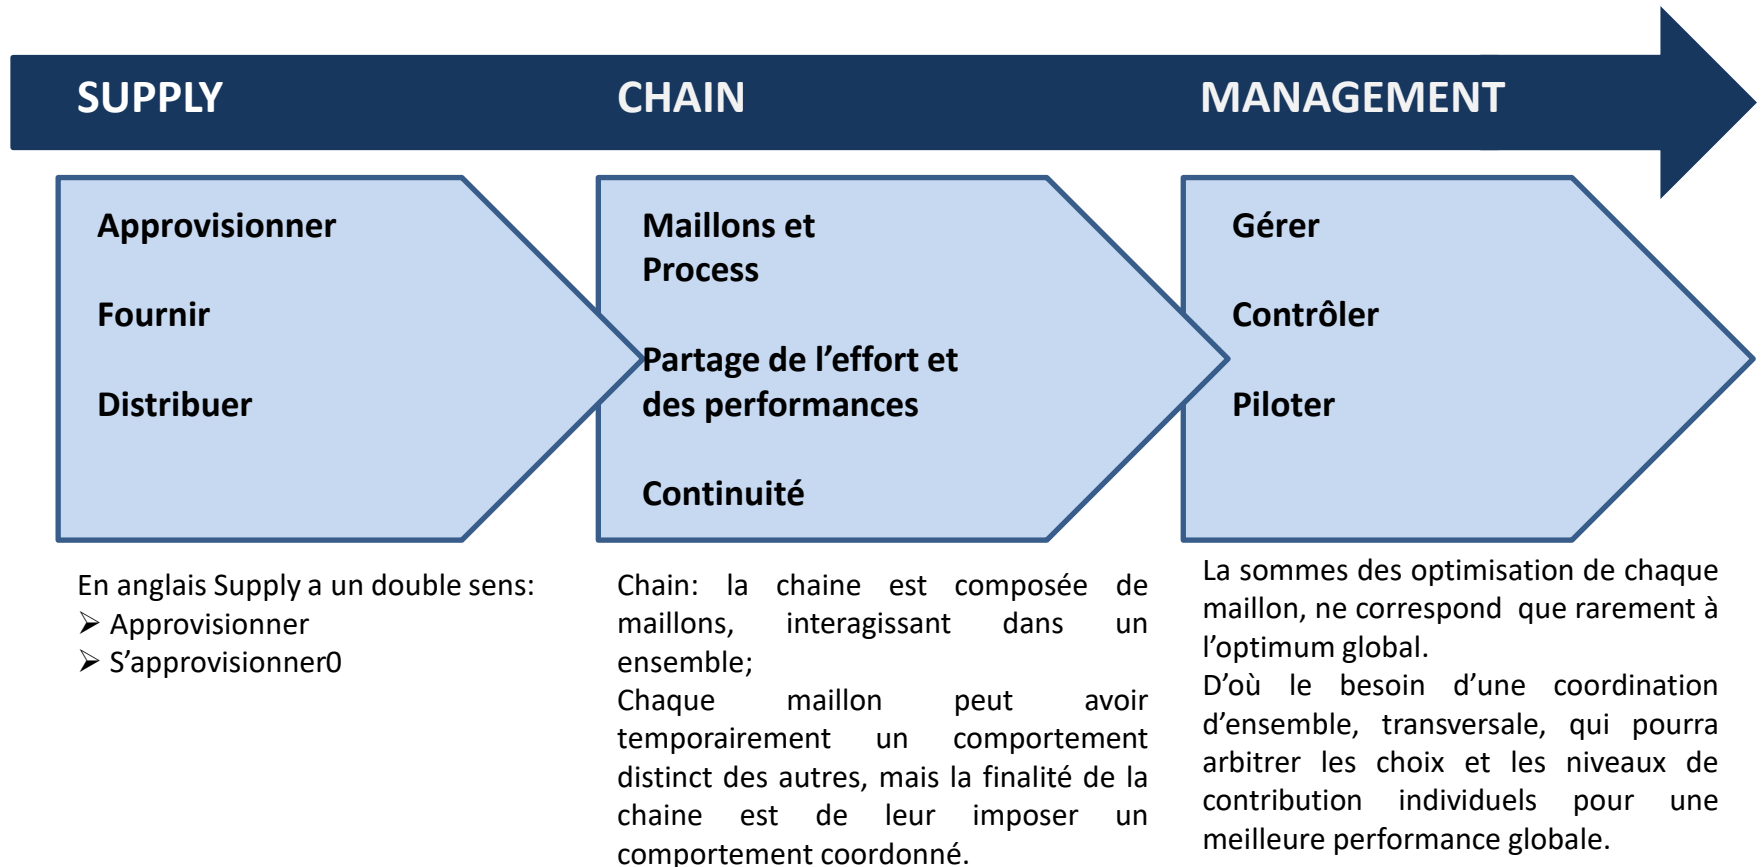 SUPPLY
CHAIN
MANAGEMENT
Approvisionner
Fournir
Distribuer
Maillons et
Process
Partage de l’effort et
des performances
Continuité
Gérer
Contrôler
Piloter
En anglais Supply a un double sens:
➢ Approvisionner
➢ S’approvisionner0
Chain: la chaine est composée de
maillons, interagissant dans un
ensemble;
Chaque maillon peut avoir
temporairement un comportement
distinct des autres, mais la finalité de la
chaine est de leur imposer un
comportement coordonné.
La sommes des optimisation de chaque
maillon, ne correspond que rarement à
l’optimum global.
D’où le besoin d’une coordination
d’ensemble, transversale, qui pourra
arbitrer les choix et les niveaux de
contribution individuels pour une
meilleure performance globale.